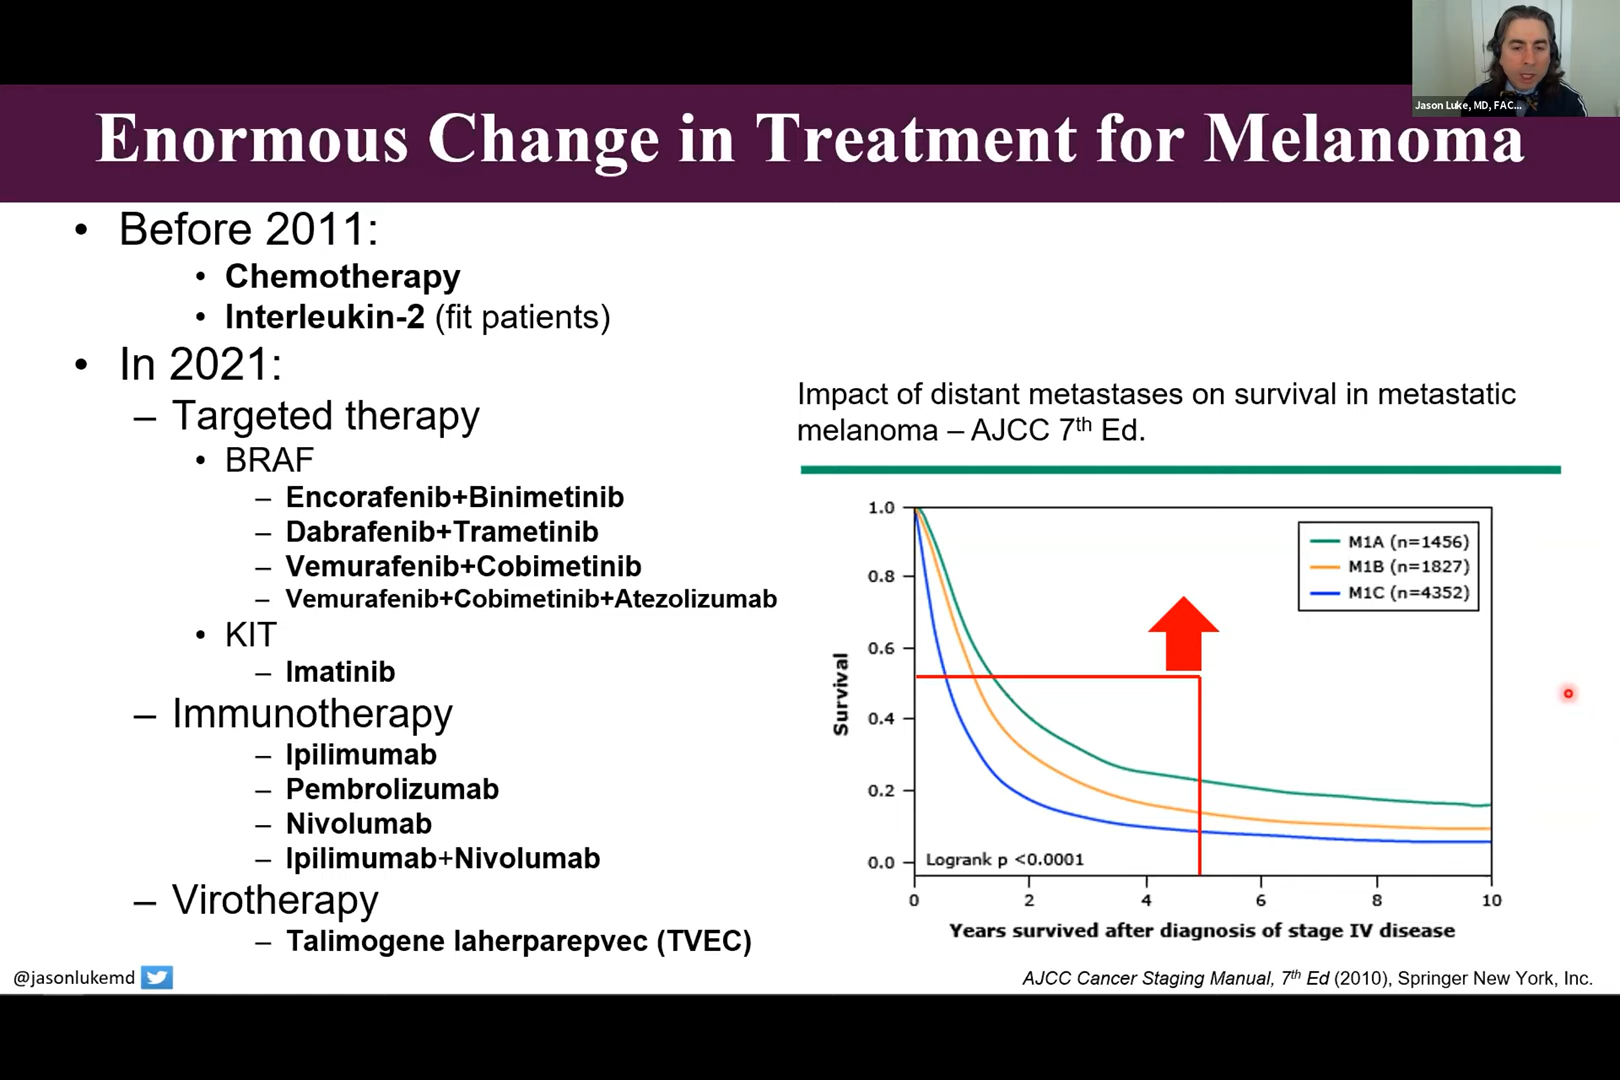 Jason Luke, MD, FAC...
Enormous Change in Treatment for Melanoma
• Before 2011:
• Chemotherapy
• Interleukin-2 (fit patients)
• In 2021:
– Targeted therapy
• BRAF
– Encorafenib+Binimetinib
– Dabrafenib+Trametinib
– Vemurafenib+Cobimetinib
– Vemurafenib+Cobimetinib+Atezolizumab
• KIT
– Imatinib
– Immunotherapy
– Ipilimumab
– Pembrolizumab
– Nivolumab
– Ipilimumab+Nivolumab
– Virotherapy
– Talimogene laherparepvec (TVEC)
Impact of distant metastases on survival in metastatic
melanoma – AJCC 7th Ed.
1.0
0.8
0.6
0.4
0.2
0.0
Survival
M1A (n=1456)
M1B (n=1827)
M1C (n=4352)
Logrank p <0.0001
0 2 4 6 8 10
Years survived after diagnosis of stage IV disease
@jasonlukemd
AJCC Cancer Staging Manual, 7th Ed (2010), Springer New York, Inc.